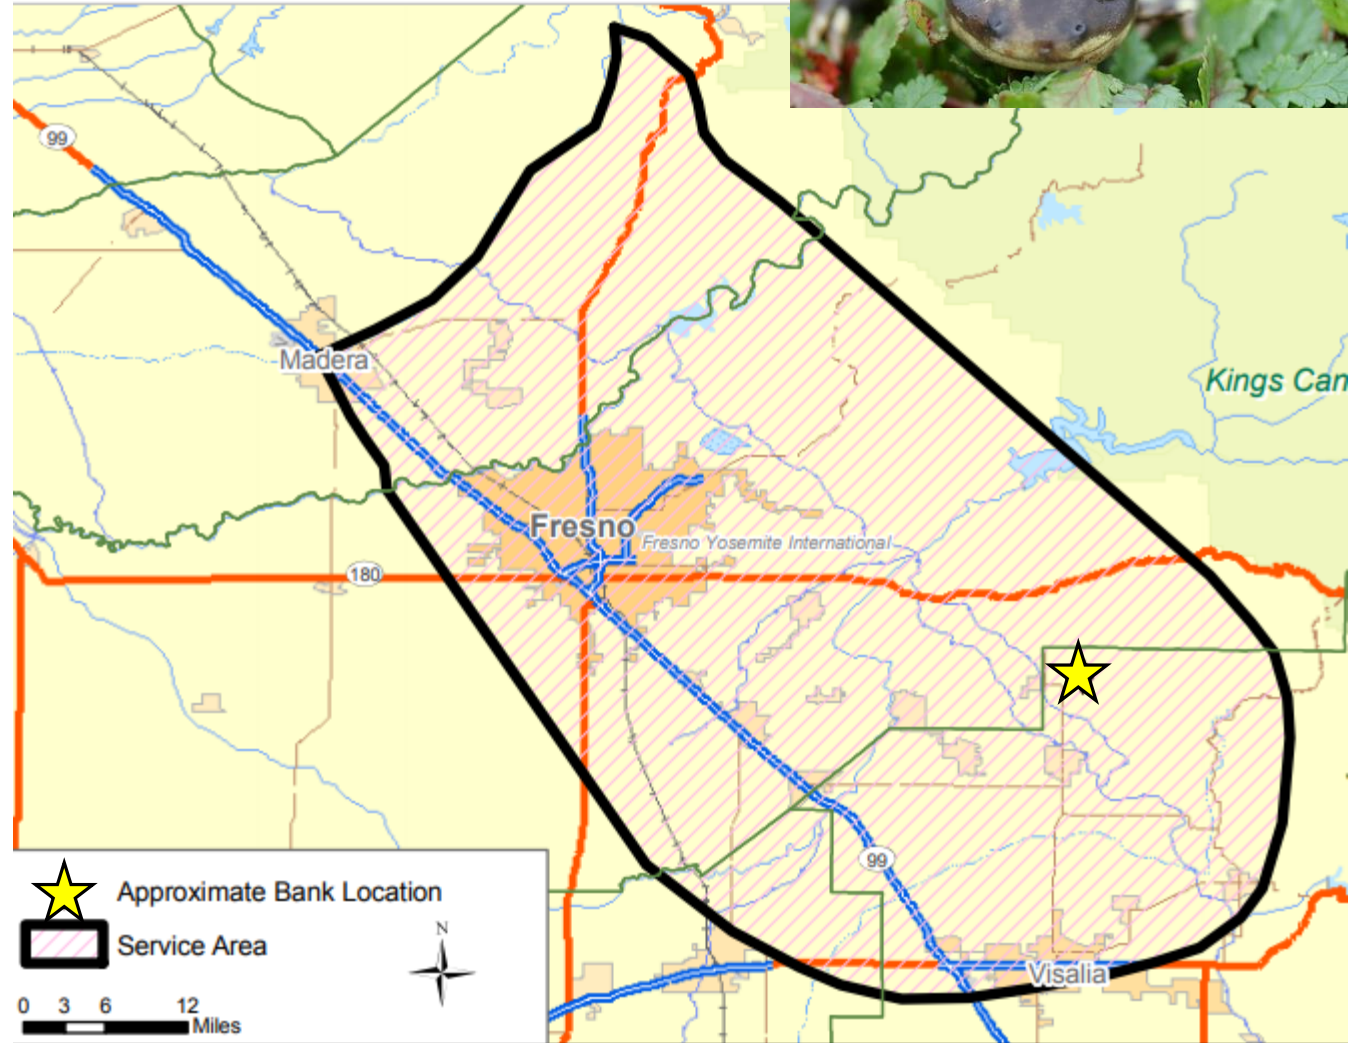 99
Kings Can
Madera
Fresno
Fresno Yosemite International
180
99
Visalia
Approximate Bank Location
Service Area
N
0 3 6 12
Miles